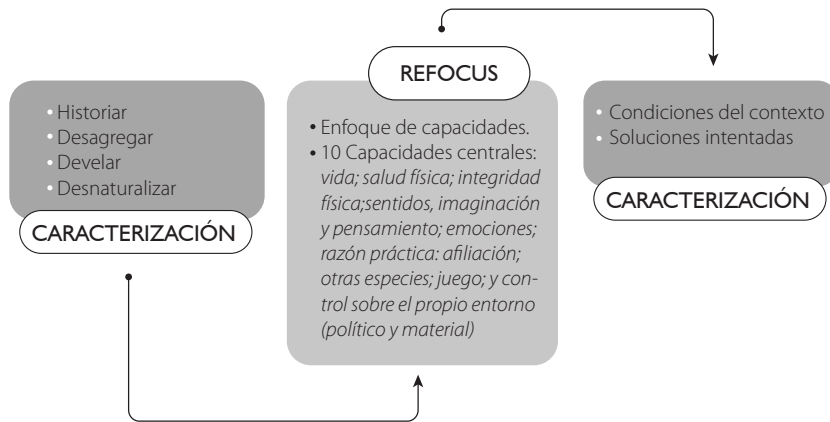 • Historiar
• Desagregar
• Develar
• Desnaturalizar
CARACTERIZACIÓN
REFOCUS
• Enfoque de capacidades.
• 10 Capacidades centrales:
vida; salud física; integridad
física;sentidos, imaginación
y pensamiento; emociones;
razón práctica: afiliación;
otras especies; juego; y con-
trol sobre el propio entorno
(político y material)
• Condiciones del contexto
• Soluciones intentadas
CARACTERIZACIÓN